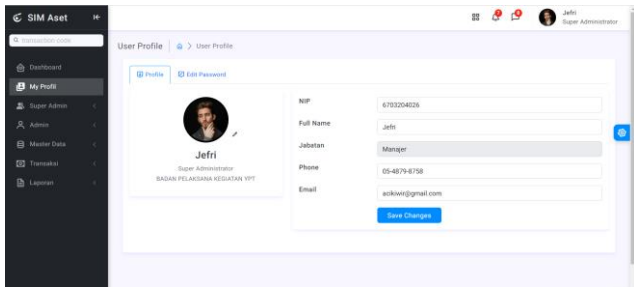 SIM Aset
Jefri
Super Administrator
transaction code
User Profile
User Profile
Dashboard
My Profil
Super Admin
Admin
Master Data
Transaksi
Laporan
Profile
Edit Password
Jefri
Super Administrator
BADAN PELAKSANA KEGIATAN YPT
NIP
6703204026
Full Name
Jefri
Jabatan
Manajer
Phone
05-4879-8758
Email
aoikiwir@gmail.com
Save Changes